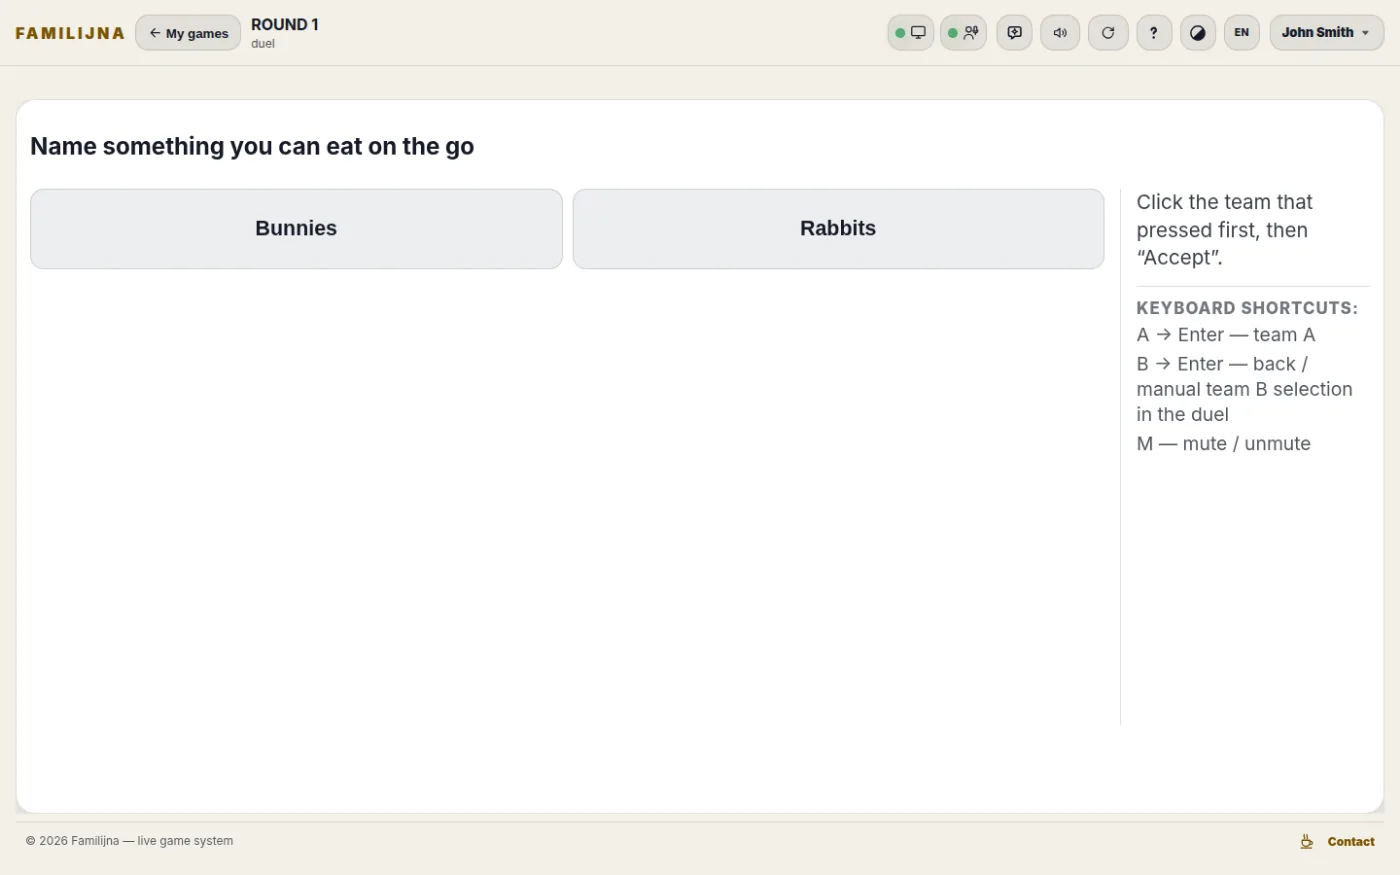 FAMILIJNA
← My games
ROUND 1
duel
?
EN
John Smith
Name something you can eat on the go
Bunnies
Rabbits
Click the team that
pressed first, then
“Accept”.
KEYBOARD SHORTCUTS:
A → Enter — team A
B → Enter — back /
manual team B selection
in the duel
M — mute / unmute
© 2026 Familijna — live game system
Contact